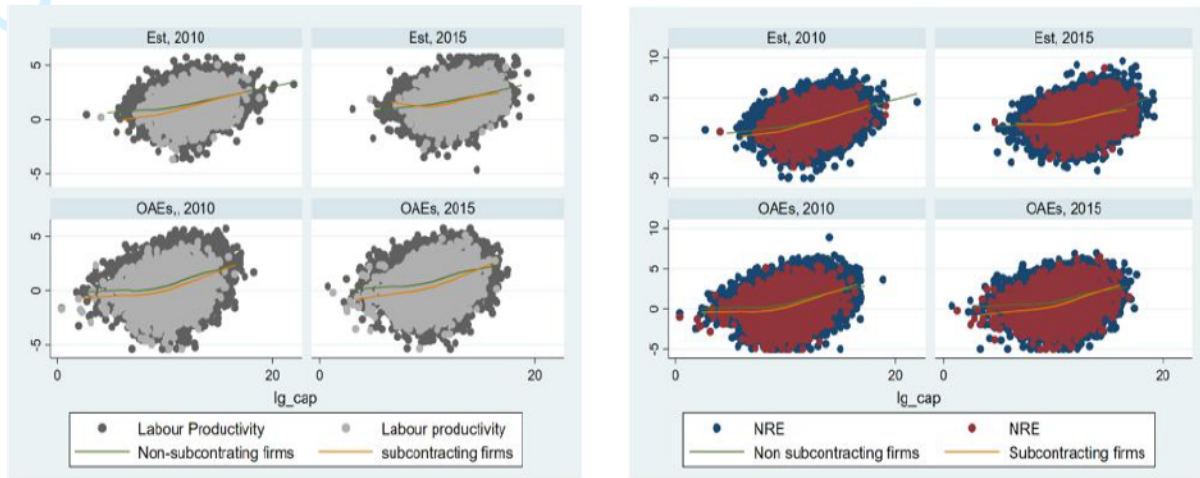 Est, 2010
Est, 2015
5
0
-5
OAEs,, 2010
OAEs, 2015
5
0
-5
0
20
0
20
lg_cap
Labour Productivity
Labour productivity
Non-subcontrating firms
subcontracting firms
Est, 2010
Est, 2015
10
5
0
-5
OAEs, 2010
OAEs, 2015
10
5
0
-5
0
20
0
20
lg_cap
NRE
NRE
Non subcontracting firms
Subcontracting firms